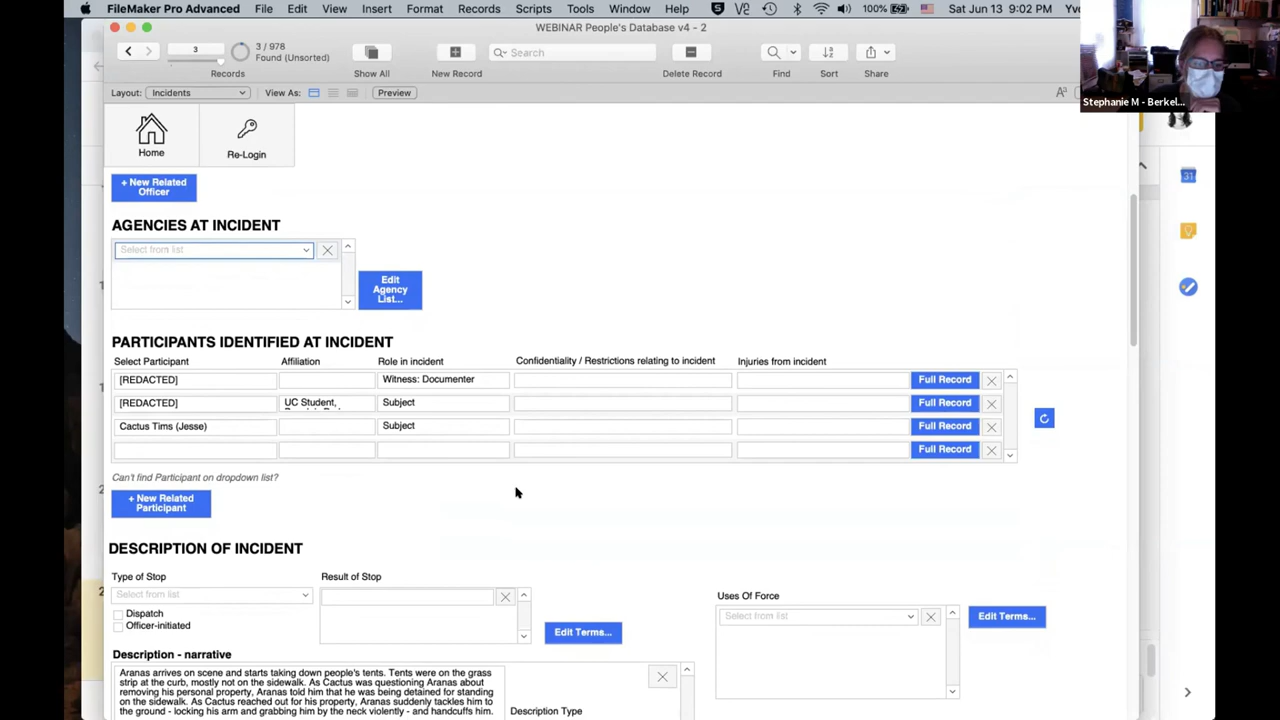 FileMaker Pro Advanced File Edit View Insert Format Records Scripts Tools Window Help 100% Sat Jun 13 9:02 PM Yv
WEBINAR People's Database v4 - 2
3
3 / 978
Found (Unsorted)
Search
Records Show All New Record Delete Record Find Sort Share
Stephanie M - Berkel...
Layout: Incidents View As: Preview
Home Re-Login
+ New Related
Officer
AGENCIES AT INCIDENT
Select from list
Edit
Agency
List...
PARTICIPANTS IDENTIFIED AT INCIDENT
Select Participant Affiliation Role in incident Confidentiality / Restrictions relating to incident Injuries from incident
[REDACTED] Witness: Documenter Full Record
[REDACTED] UC Student, Subject Full Record
Cactus Tims (Jesse) Subject Full Record
Full Record
Can't find Participant on dropdown list?
+ New Related
Participant
DESCRIPTION OF INCIDENT
Type of Stop Result of Stop
Select from list
Uses Of Force
Select from list Edit Terms...
Dispatch
Officer-initiated
Edit Terms...
Description - narrative
Aranas arrives on scene and starts taking down people's tents. Tents were on the grass
strip at the curb, mostly not on the sidewalk. As Cactus was questioning Aranas about
removing his personal property, Aranas told him that he was being detained for standing
on the sidewalk. As Cactus reached out for his property, Aranas suddenly tackles him to
the ground - locking his arm and grabbing him by the neck violently - and handcuffs him.
Description Type
31